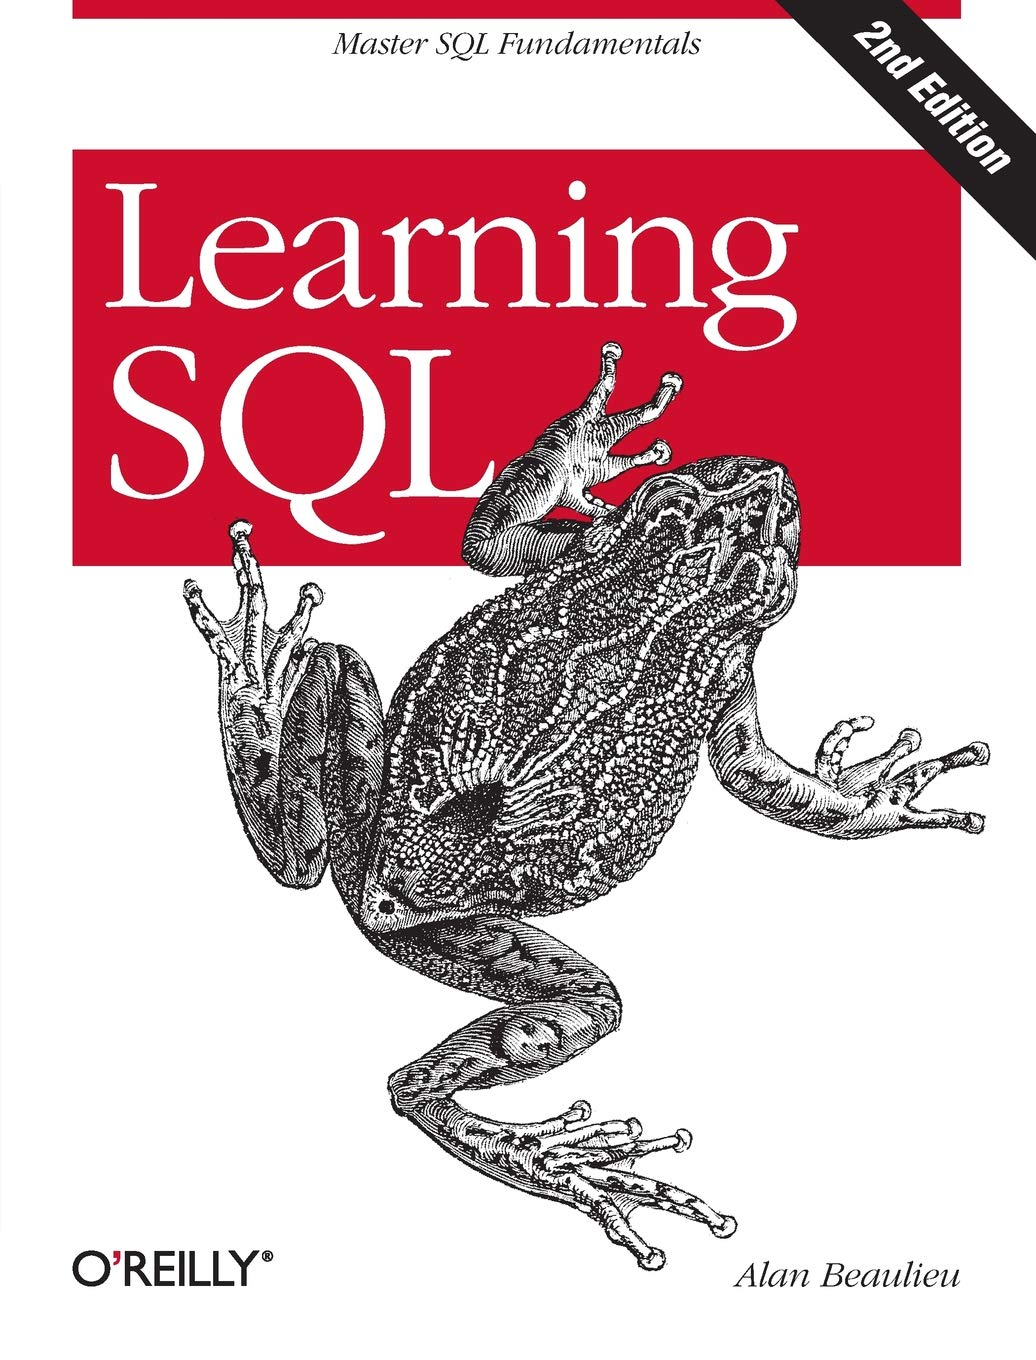 Master SQL Fundamentals
2nd Edition
Learning
SQL
O'REILLY®
Alan Beaulieu